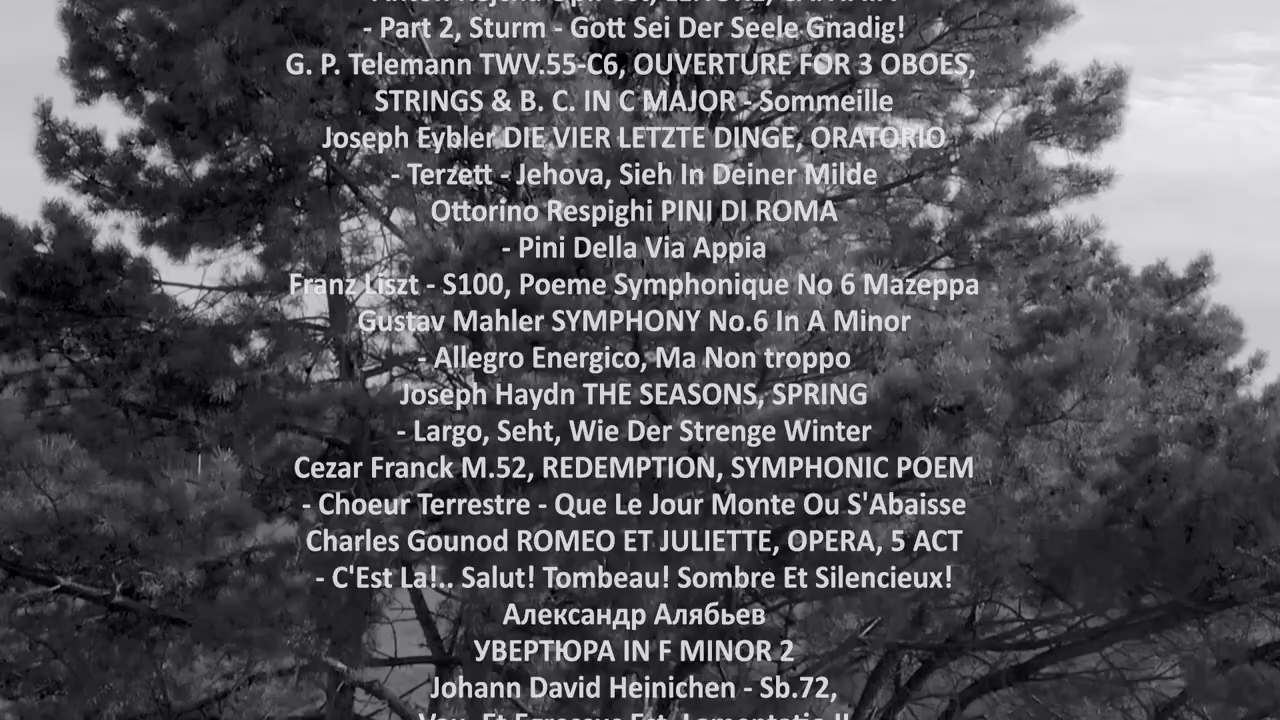 - Part 2, Sturm - Gott Sei Der Seele Gnadig!
G. P. Telemann TWV.55-C6, OUVERTURE FOR 3 OBOES,
STRINGS & B. C. IN C MAJOR - Sommeille
Joseph Eybler DIE VIER LETZTE DINGE, ORATORIO
- Terzett - Jehova, Sieh In Deiner Milde
Ottorino Respighi PINI DI ROMA
- Pini Della Via Appia
Franz Liszt - S100, Poeme Symphonique No 6 Mazeppa
Gustav Mahler SYMPHONY No.6 In A Minor
- Allegro Energico, Ma Non troppo
Joseph Haydn THE SEASONS, SPRING
- Largo, Seht, Wie Der Strenge Winter
Cezar Franck M.52, REDEMPTION, SYMPHONIC POEM
- Choeur Terrestre - Que Le Jour Monte Ou S'Abaisse
Charles Gounod ROMEO ET JULIETTE, OPERA, 5 ACT
- C'Est La!.. Salut! Tombeau! Sombre Et Silencieux!
Александр Алябьев
УВЕРТЮРА IN F MINOR 2
Johann David Heinichen - Sb.72,